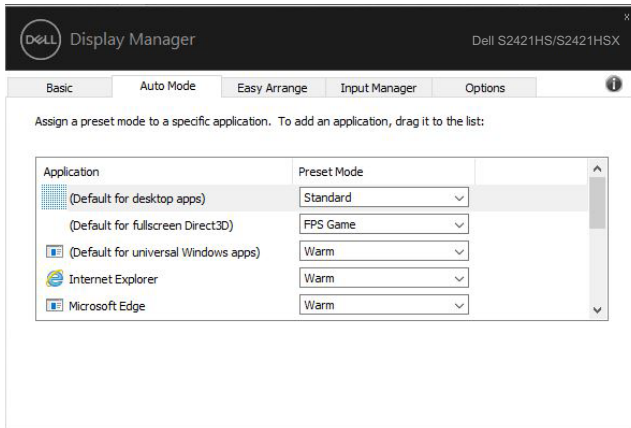 x
DELL Display Manager Dell S2421HS/S2421HSX
Basic Auto Mode Easy Arrange Input Manager Options i
Assign a preset mode to a specific application. To add an application, drag it to the list:
Application Preset Mode
(Default for desktop apps) Standard
(Default for fullscreen Direct3D) FPS Game
(Default for universal Windows apps) Warm
Internet Explorer Warm
Microsoft Edge Warm